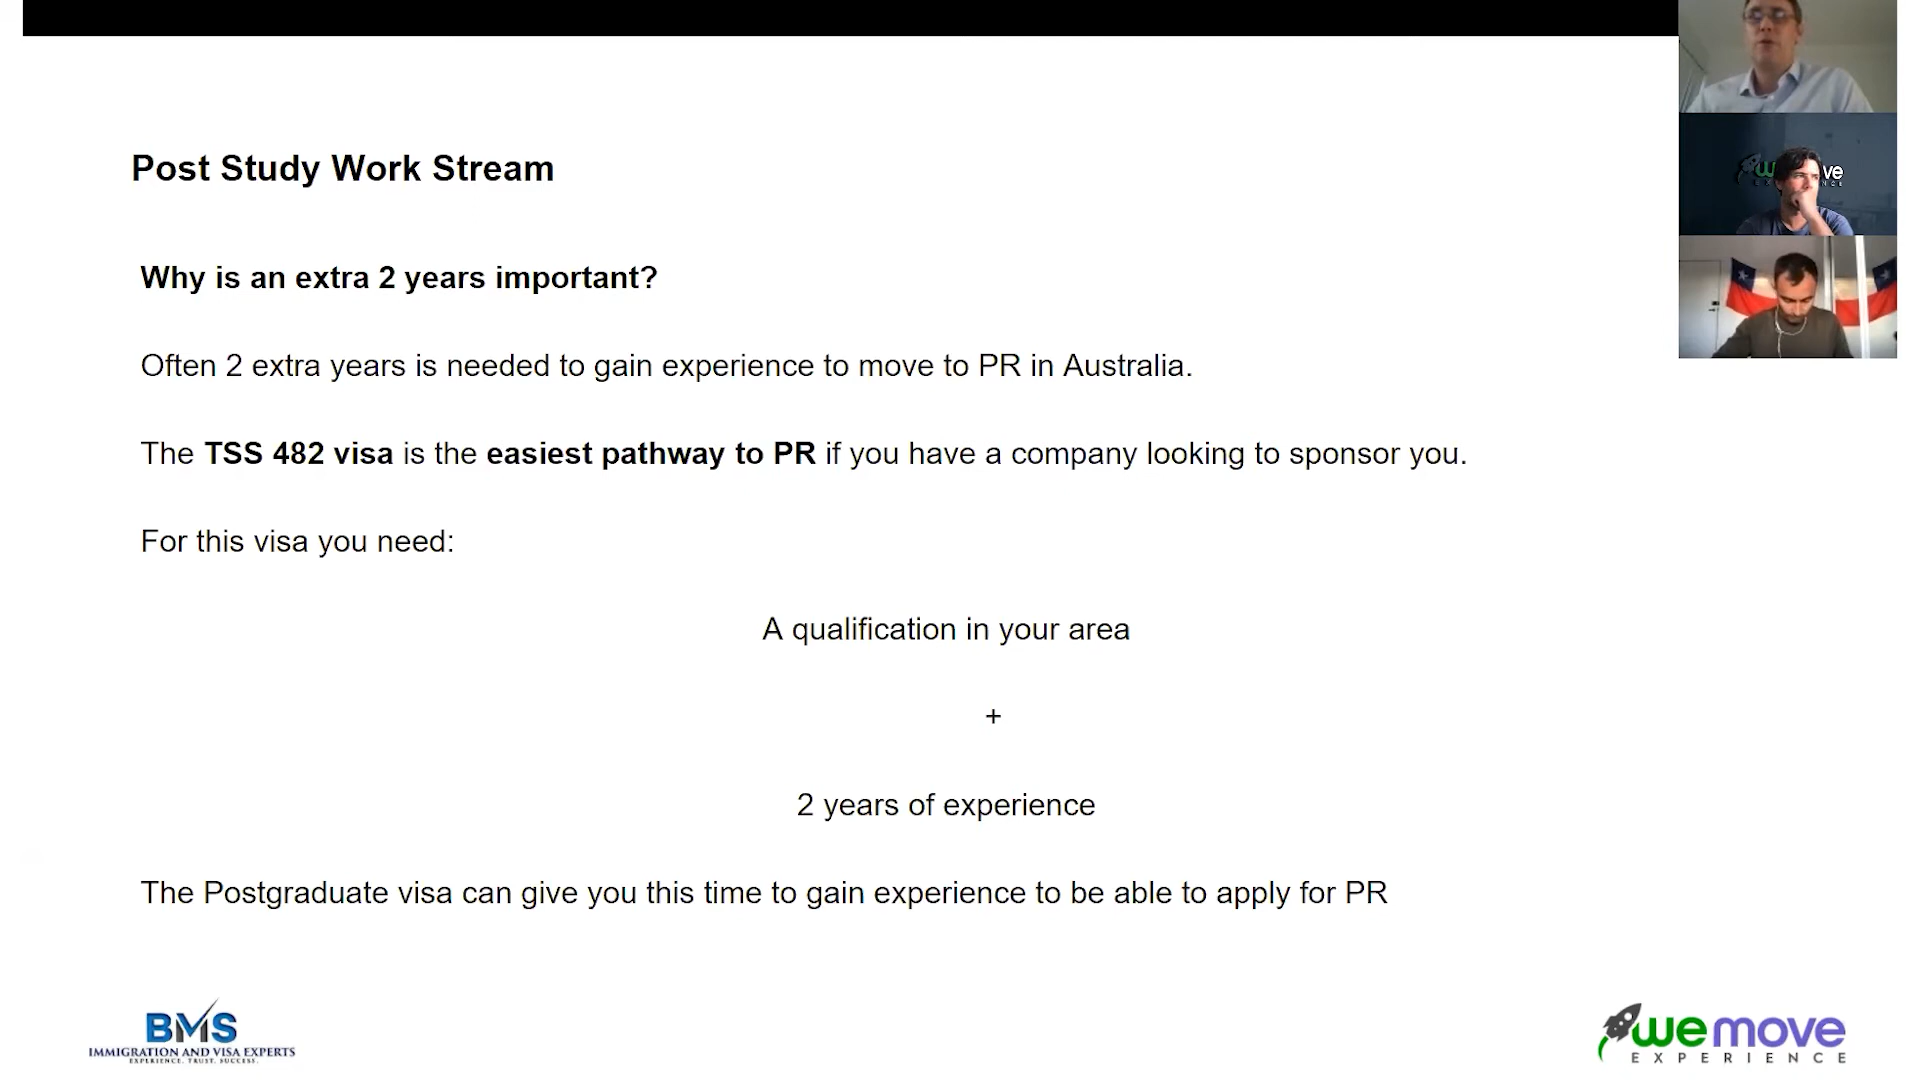 Post Study Work Stream
Why is an extra 2 years important?
Often 2 extra years is needed to gain experience to move to PR in Australia.
The TSS 482 visa is the easiest pathway to PR if you have a company looking to sponsor you.
For this visa you need:
A qualification in your area
+
2 years of experience
The Postgraduate visa can give you this time to gain experience to be able to apply for PR
BMS
IMMIGRATION AND VISA EXPERTS
EXPERIENCE. TRUST. SUCCESS.
wemove
EXPERIENCE